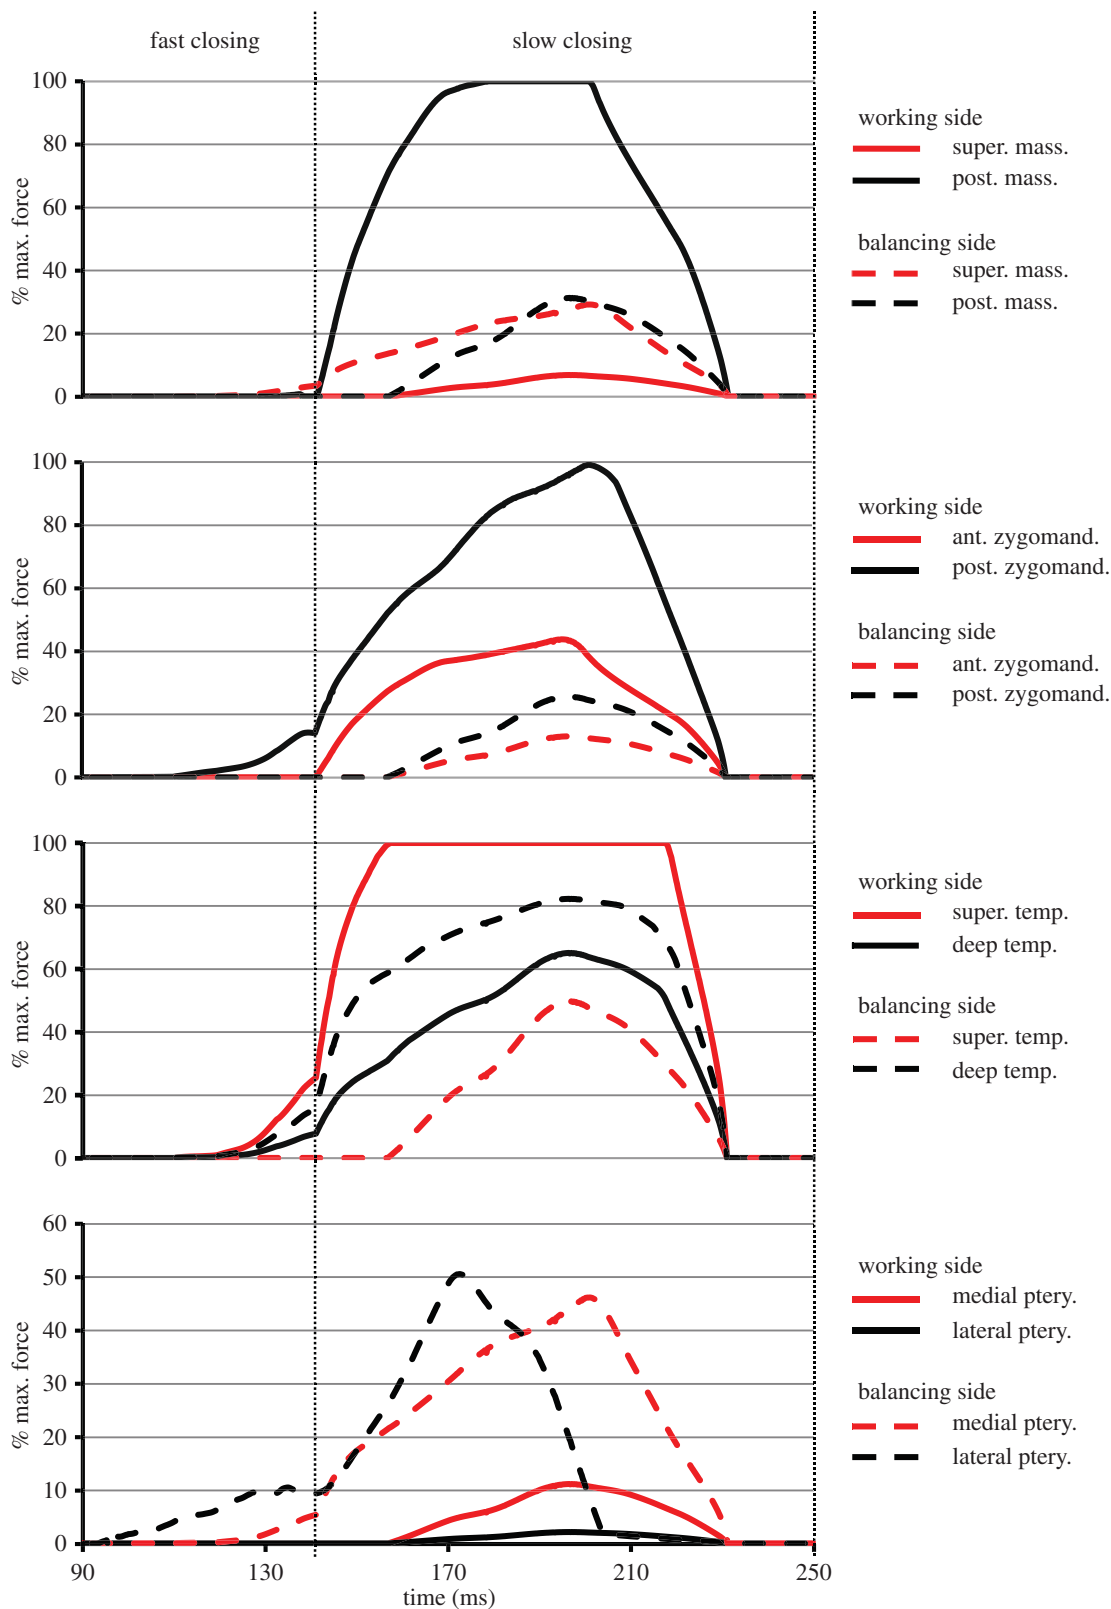 fast closing
slow closing
% max. force
100
80
60
40
20
0
working side
super. mass.
post. mass.
balancing side
super. mass.
post. mass.
% max. force
100
80
60
40
20
0
working side
ant. zygomand.
post. zygomand.
balancing side
ant. zygomand.
post. zygomand.
% max. force
100
80
60
40
20
0
working side
super. temp.
deep temp.
balancing side
super. temp.
deep temp.
% max. force
60
50
40
30
20
10
0
working side
medial ptery.
lateral ptery.
balancing side
medial ptery.
lateral ptery.
90 130 170 210 250
time (ms)